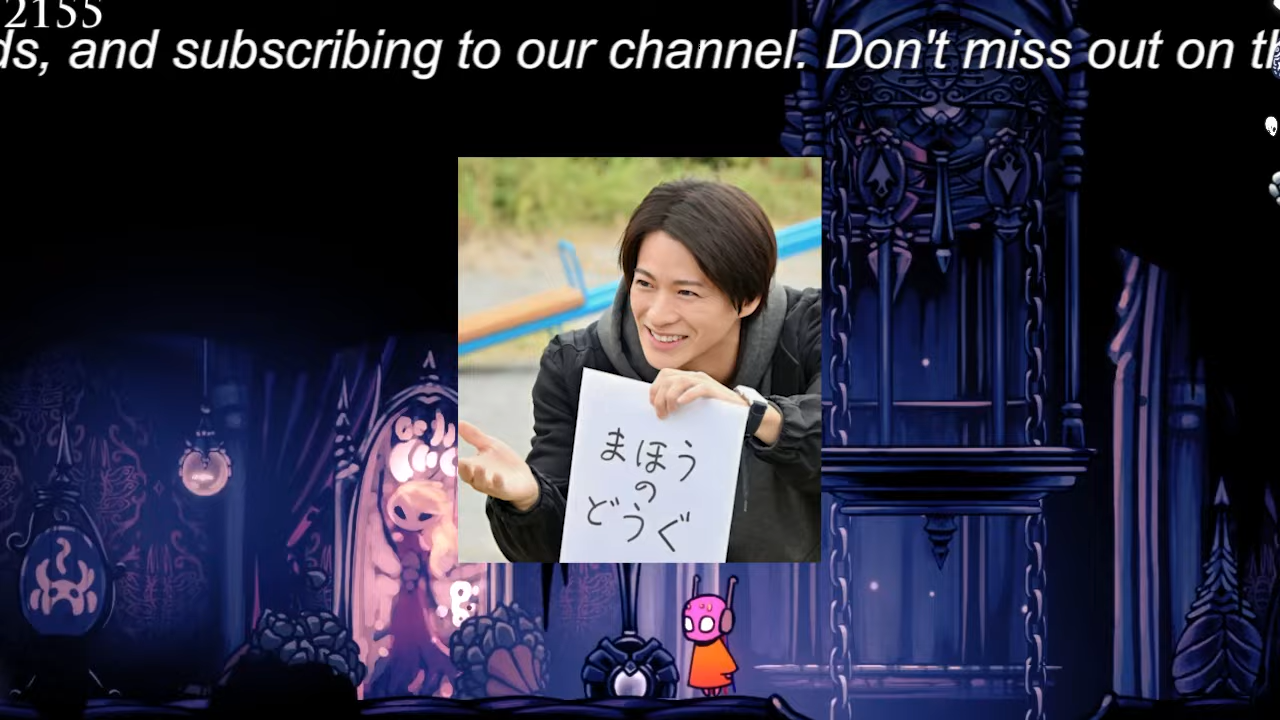 2155
ds, and subscribing to our channel. Don't miss out on th
まほう
の
どうぐ